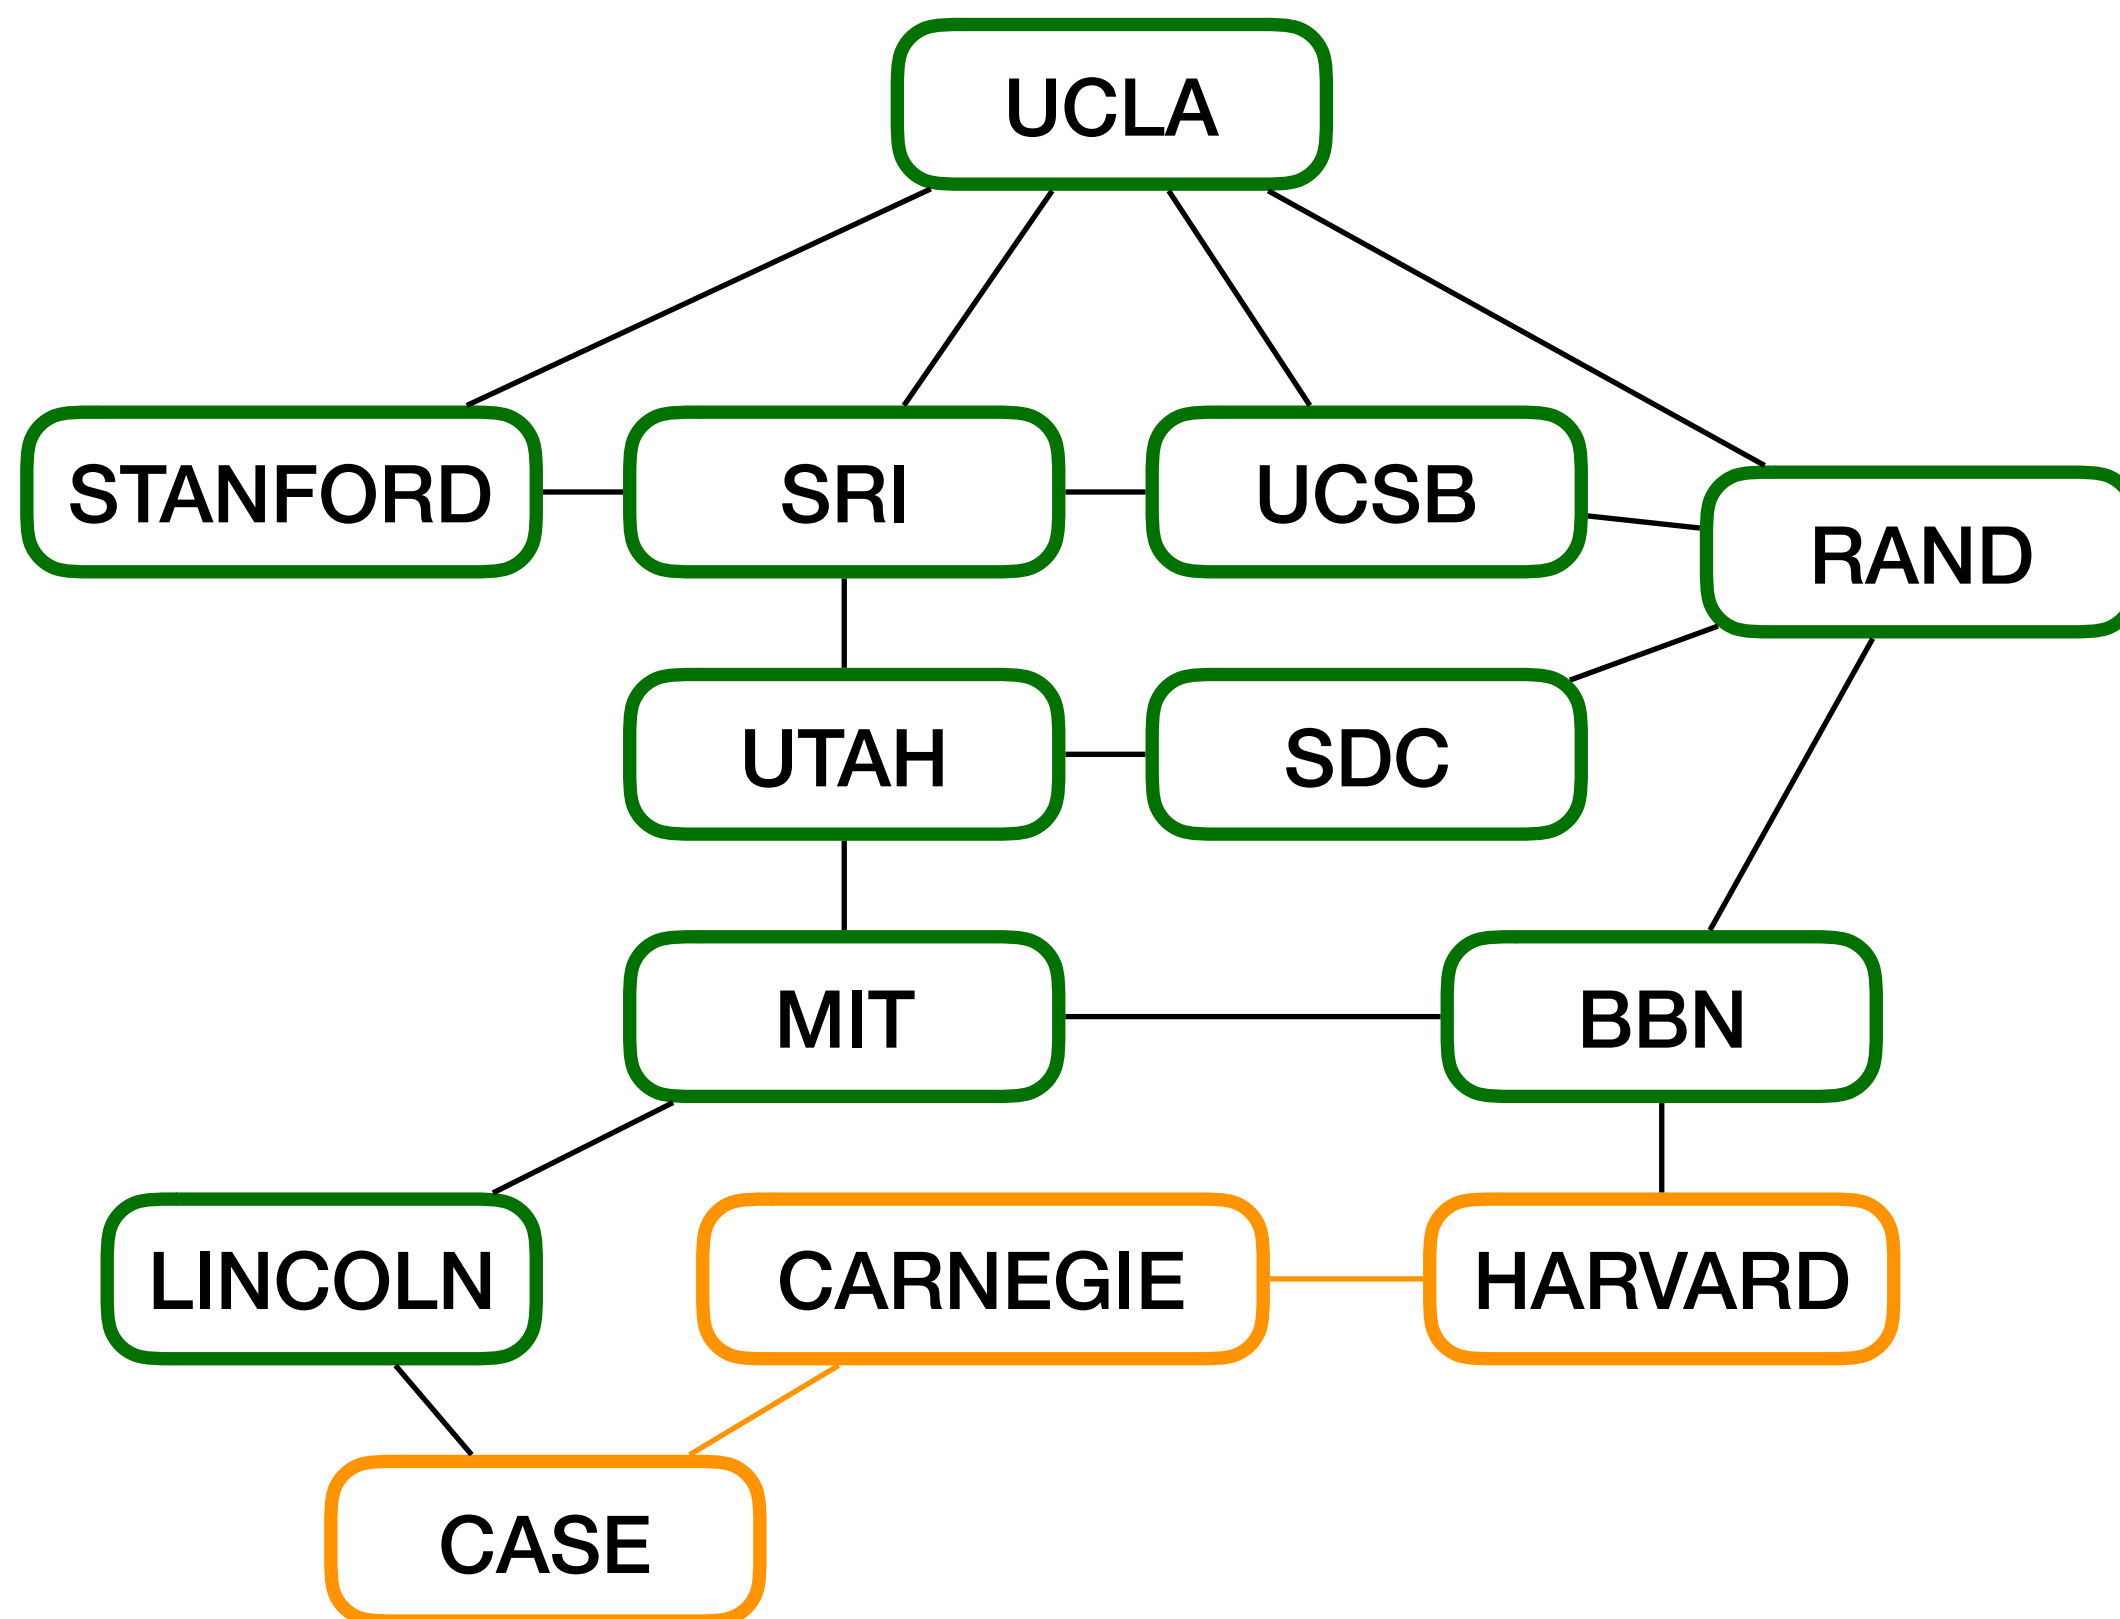 UCLA
STANFORD
SRI
UCSB
RAND
UTAH
SDC
MIT
BBN
LINCOLN
CARNEGIE
HARVARD
CASE